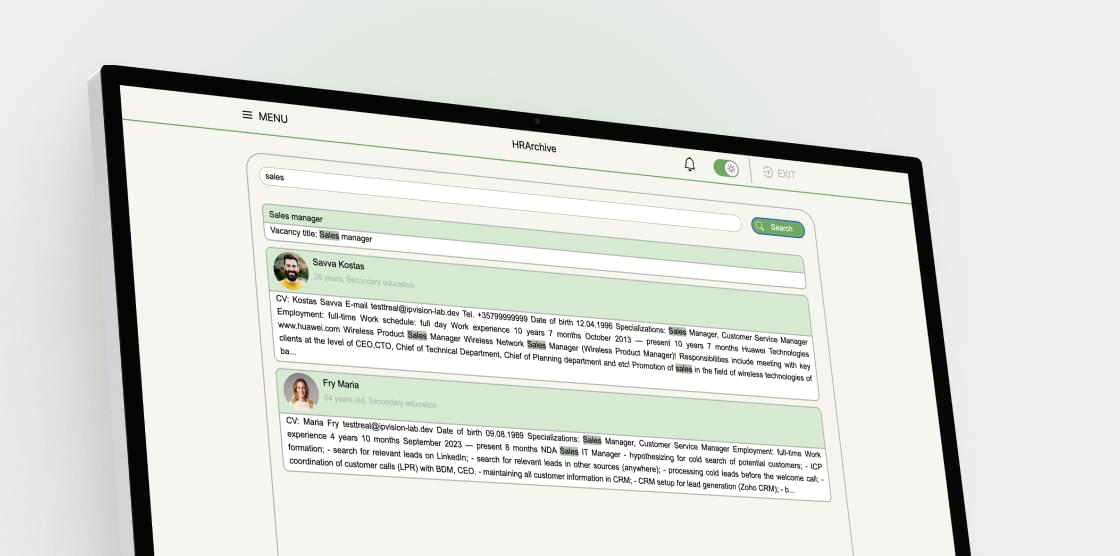 MENU
HRArchive
EXIT
sales
Search
Sales manager
Vacancy title: Sales manager
Savva Kostas
28 years, Secondary education
CV: Kostas Savva E-mail testtreal@ipvision-lab.dev Tel. +35799999999 Date of birth 12.04.1996 Specializations: Sales Manager, Customer Service Manager
Employment: full-time Work schedule: full day Work experience 10 years 7 months October 2013 — present 10 years 7 months Huawei Technologies
www.huawei.com Wireless Product Sales Manager Wireless Network Sales Manager (Wireless Product Manager)! Responsibilities include meeting with key
clients at the level of CEO,CTO, Chief of Technical Department, Chief of Planning department and etc! Promotion of sales in the field of wireless technologies of
ba...
Fry Maria
54 years old, Secondary education
CV: Maria Fry testtreal@ipvision-lab.dev Date of birth 09.08.1989 Specializations: Sales Manager, Customer Service Manager Employment: full-time Work
experience 4 years 10 months September 2023 — present 8 months NDA Sales IT Manager - hypothesizing for cold search of potential customers; - ICP
formation; - search for relevant leads on LinkedIn; - search for relevant leads in other sources (anywhere); - processing cold leads before the welcome call; -
coordination of customer calls (LPR) with BDM, CEO. - maintaining all customer information in CRM; - CRM setup for lead generation (Zoho CRM); - b...